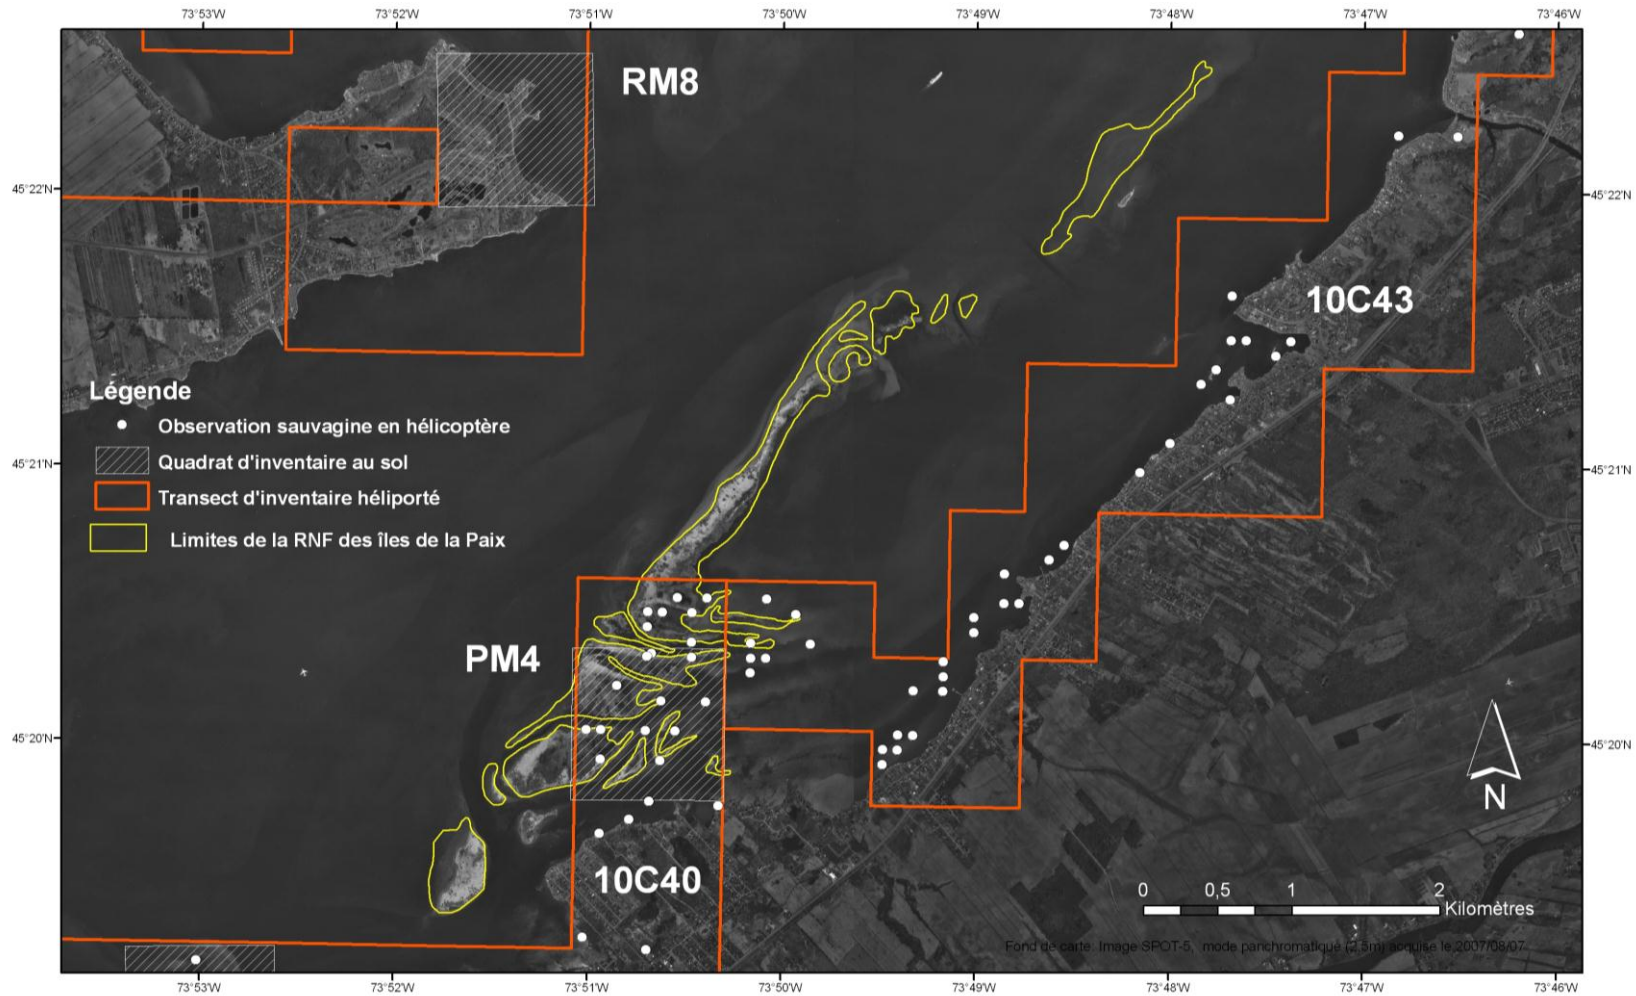 73°53'W 73°52'W 73°51'W 73°50'W 73°49'W 73°48'W 73°47'W 73°46'W
RM8
45°22'N 45°22'N
10C43
Légende
Observation sauvagine en hélicoptère
Quadrat d'inventaire au sol
45°21'N 45°21'N
Transect d'inventaire héliporté
Limites de la RNF des îles de la Paix
PM4
45°20'N 45°20'N
N
10C40
0 0,5 1 2
Kilomètres
Fond de carte: Image SPOT-5, mode panchromatique (2.5m) acquise le 2007/08/07
73°53'W 73°52'W 73°51'W 73°50'W 73°49'W 73°48'W 73°47'W 73°46'W